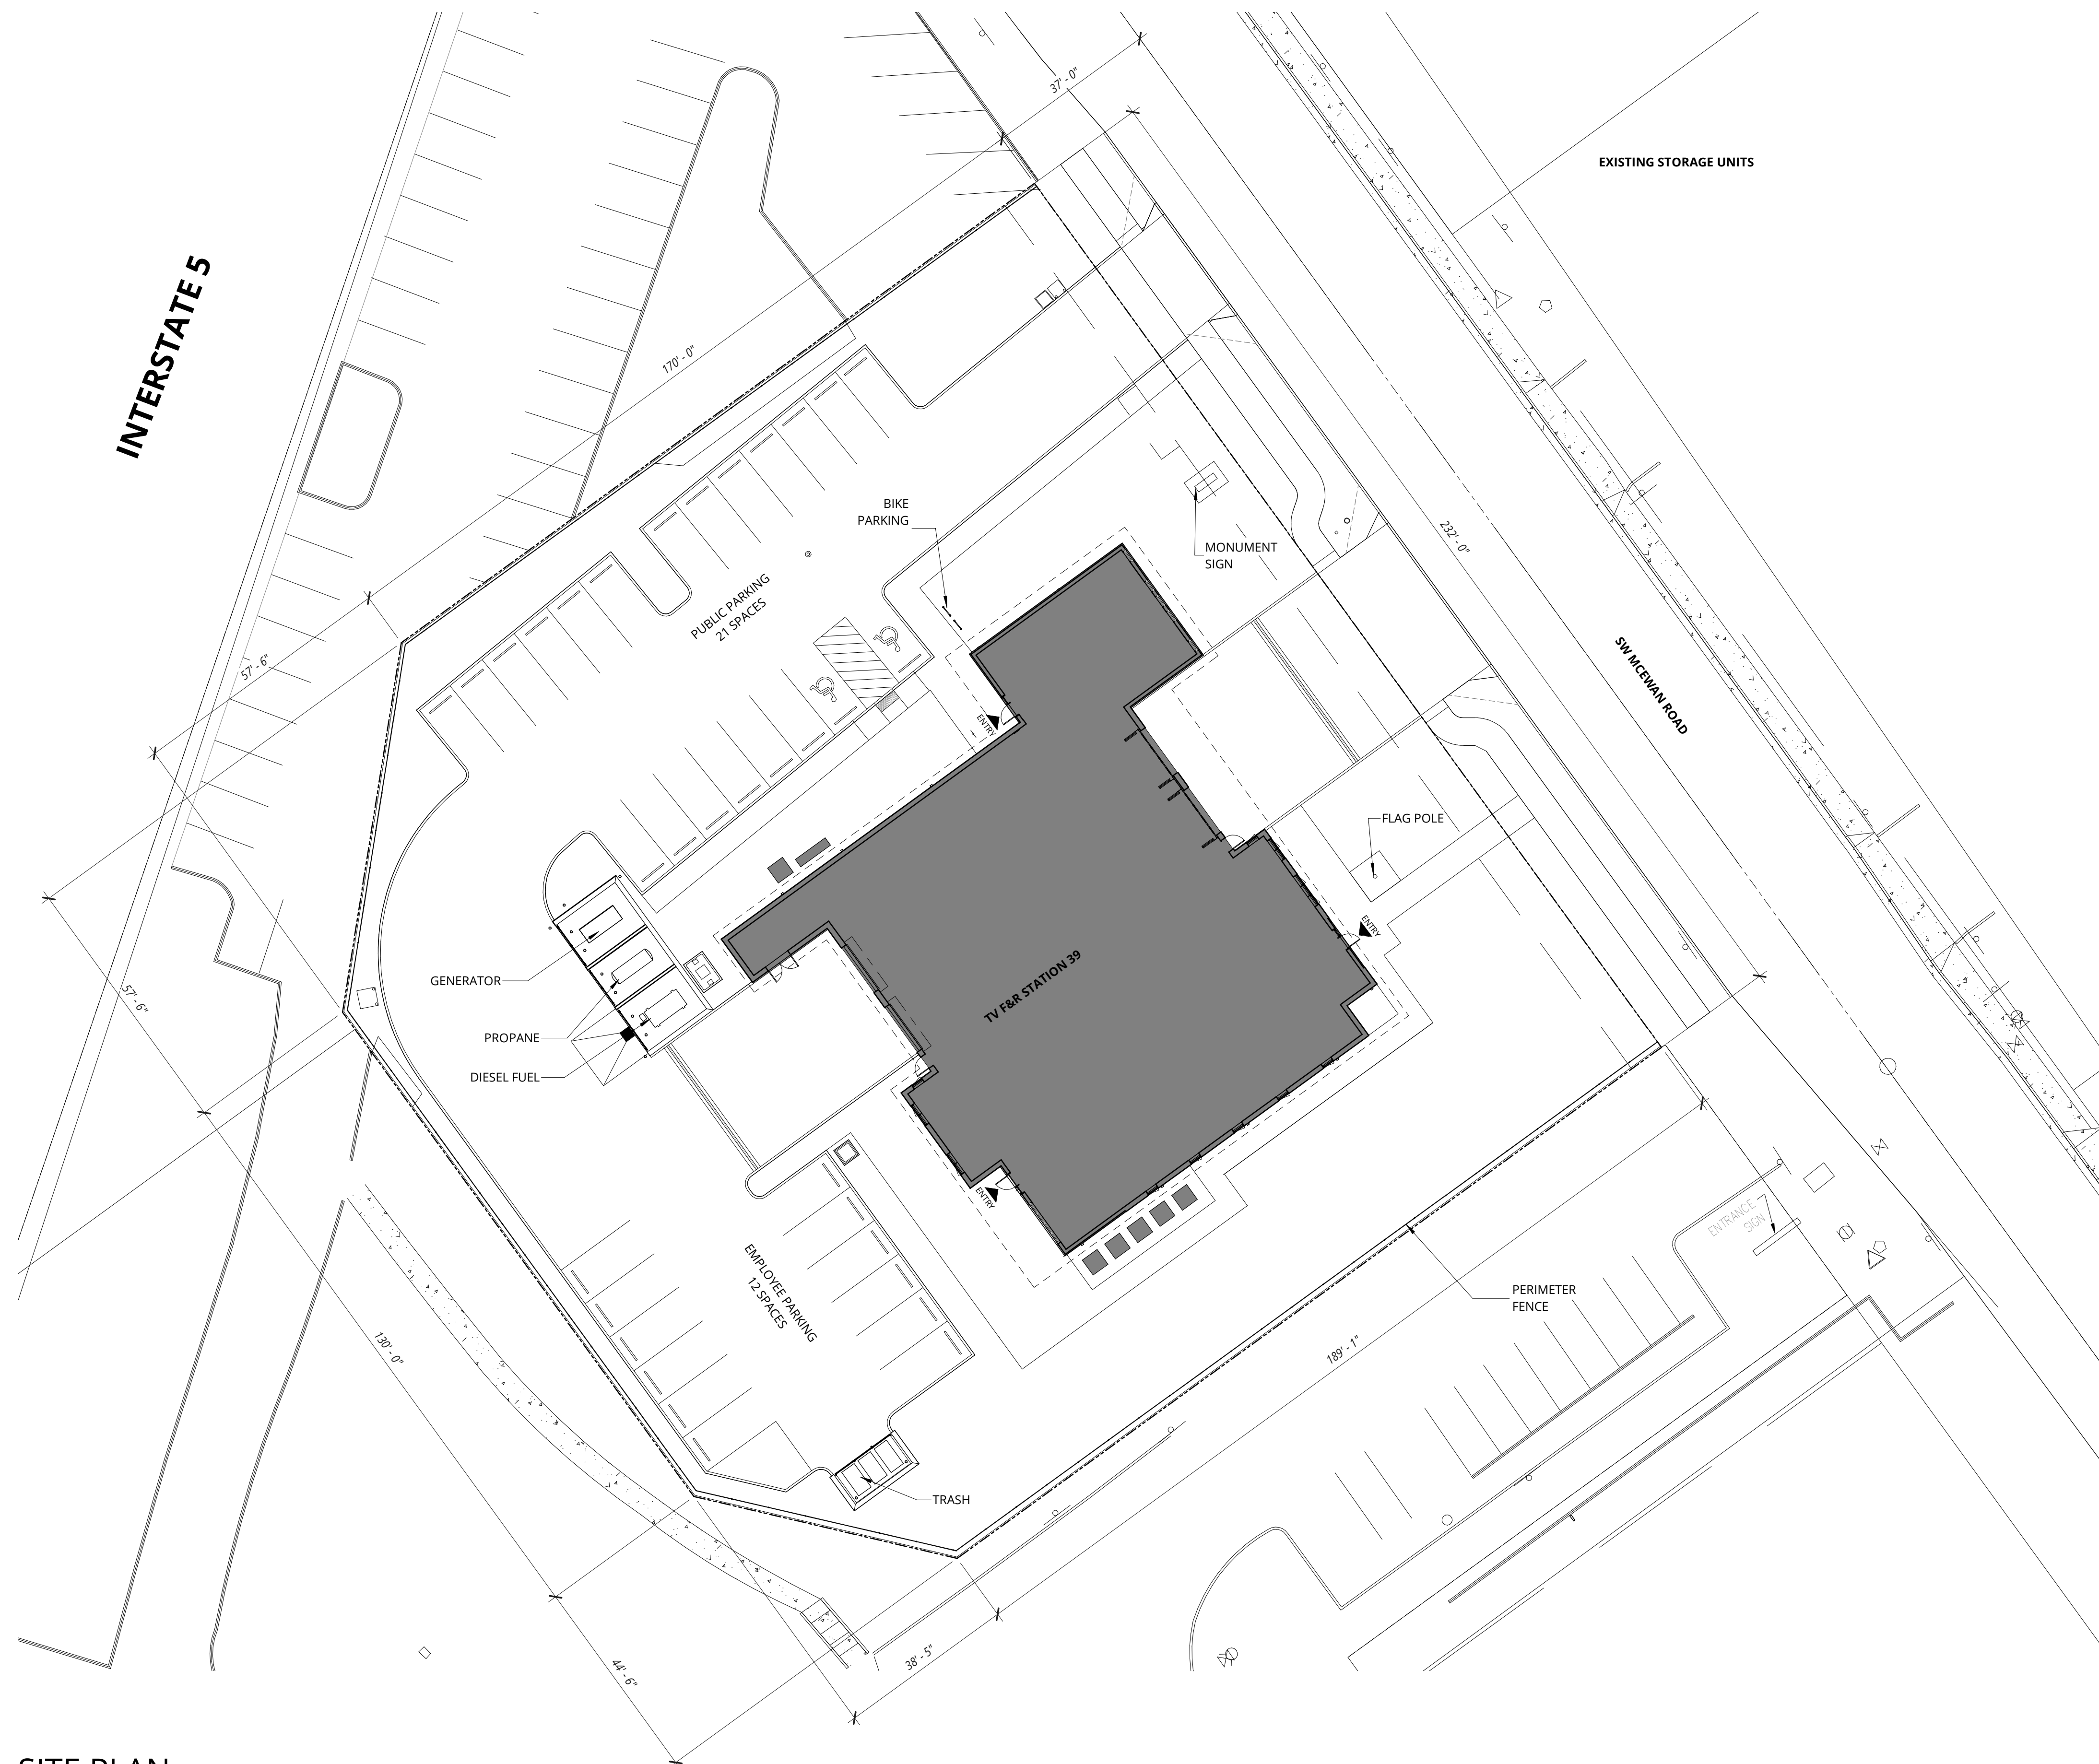 37' - 0"
EXISTING STORAGE UNITS
INTERSTATE 5
170' - 0"
BIKE
PARKING
MONUMENT
SIGN
232' - 0"
PUBLIC PARKING
21 SPACES
57' - 6"
ENTRY
SW MCEWAN ROAD
FLAG POLE
ENTRY
GENERATOR
TV F&R STATION 39
57' - 6"
PROPANE
DIESEL FUEL
ENTRY
ENTRANCE
SIGN
EMPLOYEE PARKING
12 SPACES
PERIMETER
FENCE
130' - 0"
189' - 1"
TRASH
38' - 5"
44' - 6"
SITE PLAN